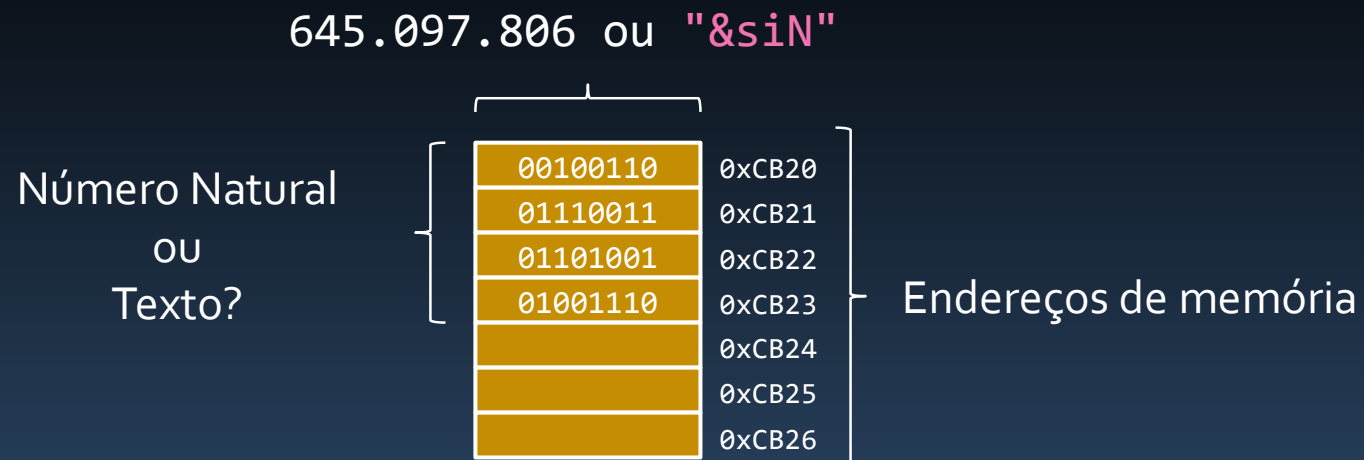 645.097.806 ou "&siN"
Número Natural
ou
Texto?
00100110 0xCB20
01110011 0xCB21
01101001 0xCB22
01001110 0xCB23
0xCB24
0xCB25
0xCB26
Endereços de memória